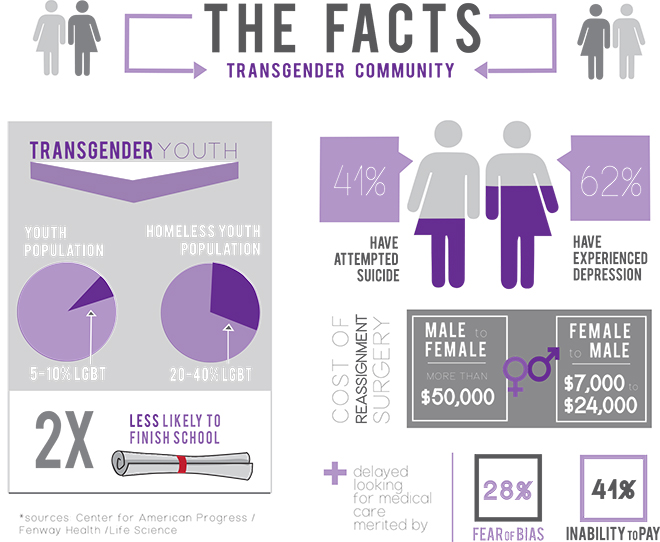 THE FACTS
TRANSGENDER COMMUNITY
TRANSGENDER YOUTH
YOUTH
POPULATION
5-10% LGBT
HOMELESS YOUTH
POPULATION
20-40% LGBT
2X
LESS LIKELY TO
FINISH SCHOOL
*sources: Center for American Progress /
Fenway Health /Life Science
41%
HAVE
ATTEMPTED
SUICIDE
62%
HAVE
EXPERIENCED
DEPRESSION
COST OF
REASSIGNMENT
SURGERY
MALE to
FEMALE
MORE THAN
$50,000
FEMALE
to MALE
$7,000 to
$24,000
+ delayed
looking
for medical
care
merited by
28%
FEAR OF BIAS
41%
INABILITY TO PAY